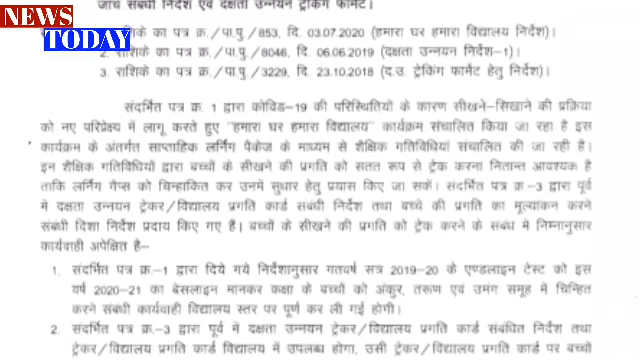 जांच संबंधी निर्देश एवं दक्षता उन्नयन ट्रेकिंग फार्मेट।
NEWS
TODAY
राशिके का पत्र क्र./पा.पु/853, दि. 03.07.2020 (हमारा घर हमारा विद्यालय निर्देश)।
2. राशिके का पत्र क्र./पा.पु/8046, दि. 06.06.2019 (दक्षता उन्नयन निर्देश-1)।
3. राशिके का पत्र क्र./पा.पु/3229, दि. 23.10.2018 (द.उ. ट्रेकिंग फार्मेट हेतु निर्देश)।
संदर्भित पत्र क्र. 1 द्वारा कोविड-19 की परिस्थितियों के कारण सीखने-सिखाने की प्रक्रिया
को नए परिप्रेक्ष्य में लागू करते हुए "हमारा घर हमारा विद्यालय" कार्यक्रम संचालित किया जा रहा है इस
कार्यक्रम के अंतर्गत साप्ताहिक लर्निंग पैकेज के माध्यम से शैक्षिक गतिविधियां संचालित की जा रही हैं।
इन शैक्षिक गतिविधियों द्वारा बच्चों के सीखने की प्रगति को सतत रूप से ट्रेक करना नितान्त आवश्यक है
ताकि लर्निंग गैप्स को चिन्हांकित कर उनमें सुधार हेतु प्रयास किए जा सके। संदर्भित पत्र क्र-3 द्वारा पूर्व
में दक्षता उन्नयन ट्रेकर/विद्यालय प्रगति कार्ड संबंधी निर्देश तथा बच्चे की प्रगति का मूल्यांकन करने
संबंधी दिशा निर्देश प्रदाय किए गए हैं। बच्चों के सीखने की प्रगति को ट्रेक करने के संबंध में निम्नानुसार
कार्यवाही अपेक्षित है-
1. संदर्भित पत्र क्र.-1 द्वारा दिये गये निर्देशानुसार गतवर्ष सत्र 2019-20 के एण्डलाइन टेस्ट को इस
वर्ष 2020-21 का बेसलाइन मानकर कक्षा के बच्चों को अंकुर, तरूण एवं उमंग समूह में चिन्हित
करने संबंधी कार्यवाही विद्यालय स्तर पर पूर्ण कर ली गई होगी।
2. संदर्भित पत्र क्र.-3 द्वारा पूर्व में दक्षता उन्नयन ट्रेकर/विद्यालय प्रगति कार्ड संबंधित निर्देश तथा
ट्रेकर/विद्यालय प्रगति कार्ड विद्यालय में उपलब्ध होगा, उसी ट्रेकर/प्रगति कार्ड पर बच्चों